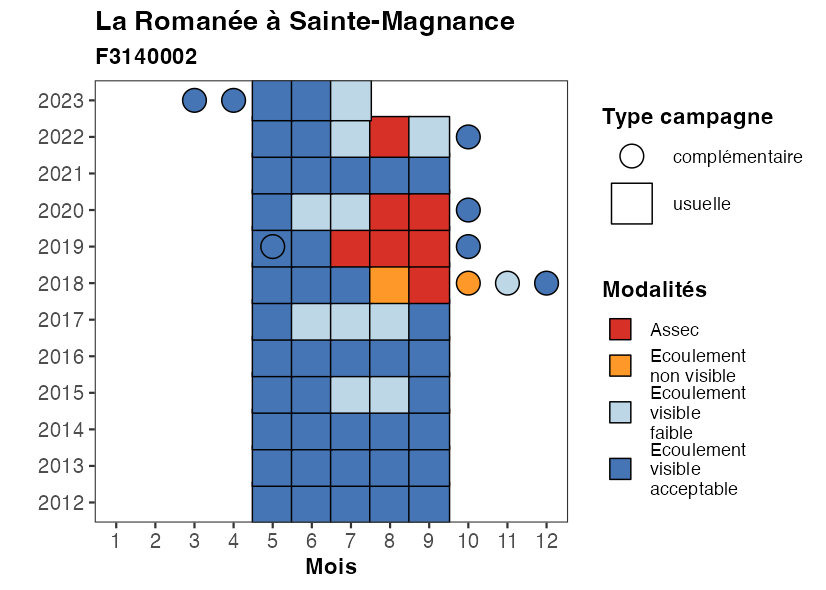 La Romanée à Sainte-Magnance
F3140002
2023
2022
2021
2020
2019
2018
2017
2016
2015
2014
2013
2012
1 2 3 4 5 6 7 8 9 10 11 12
Mois
Type campagne
complémentaire
usuelle
Modalités
Assec
Ecoulement
non visible
Ecoulement
visible
faible
Ecoulement
visible
acceptable